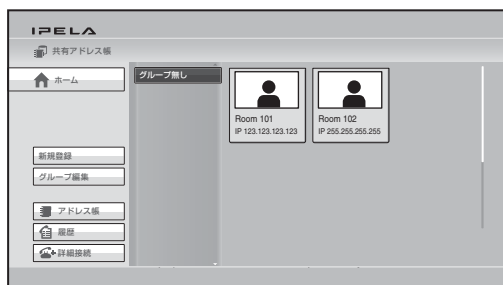 IPELA
共有アドレス帳
ホーム
グループ無し
Room 101
IP 123.123.123.123
Room 102
IP 255.255.255.255
新規登録
グループ編集
アドレス帳
履歴
詳細接続